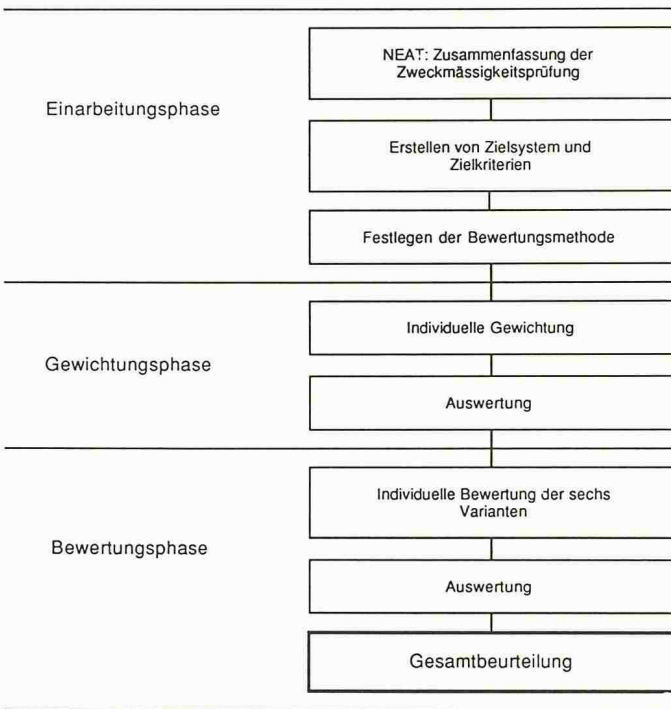 NEAT: Zusammenfassung der
Zweckmässigkeitsprüfung
Einarbeitungsphase
Erstellen von Zielsystem und
Zielkriterien
Festlegen der Bewertungsmethode
Individuelle Gewichtung
Gewichtungsphase
Auswertung
Individuelle Bewertung der sechs
Varianten
Bewertungsphase
Auswertung
Gesamtbeurteilung